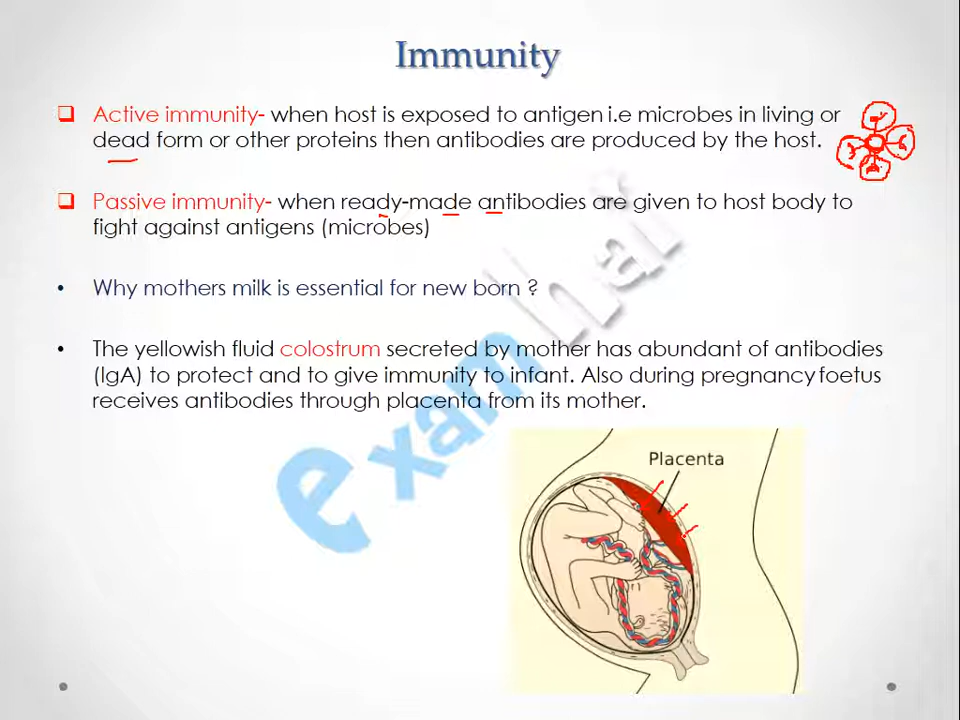 Immunity
Active immunity- when host is exposed to antigen i.e microbes in living or
dead form or other proteins then antibodies are produced by the host.
Passive immunity- when ready-made antibodies are given to host body to
fight against antigens (microbes)
• Why mothers milk is essential for new born ?
• The yellowish fluid colostrum secreted by mother has abundant of antibodies
(IgA) to protect and to give immunity to infant. Also during pregnancy foetus
receives antibodies through placenta from its mother.
Placenta
examhair